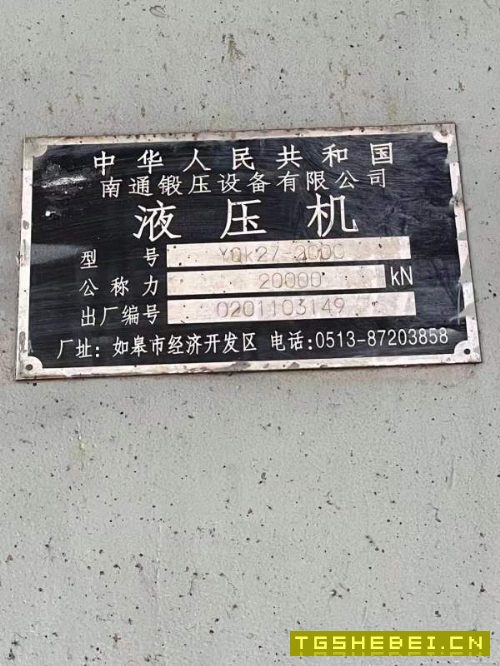 中华人民共和国
南通锻压设备有限公司
液压机
型号 YQk27-2000
公称力 20000 kN
出厂编号 0201103149
厂址：如皋市经济开发区 电话:0513-87203858
TGSHEBEI.CN